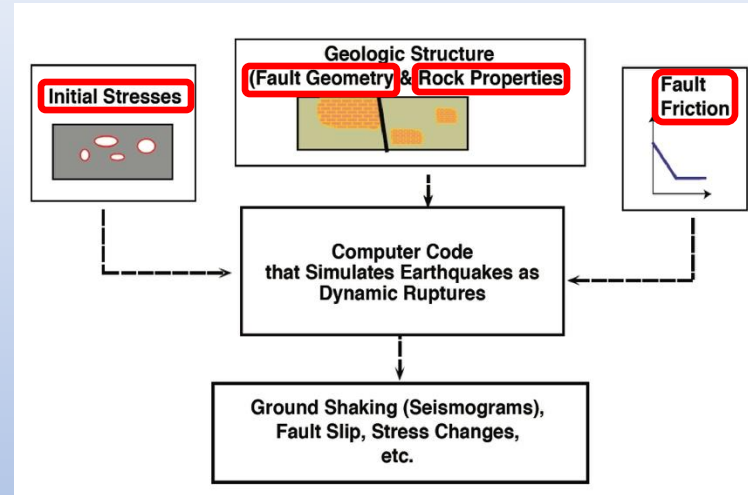 Initial Stresses
Geologic Structure
(Fault Geometry & Rock Properties
Fault
Friction
Computer Code
that Simulates Earthquakes as
Dynamic Ruptures
Ground Shaking (Seismograms),
Fault Slip, Stress Changes,
etc.